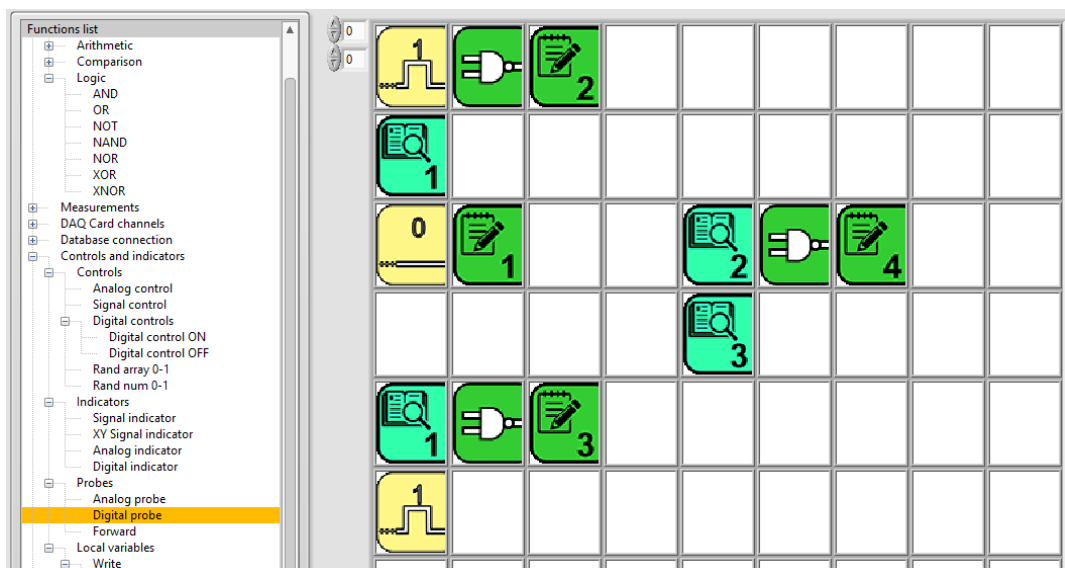 Functions list
Arithmetic
Comparison
Logic
AND
OR
NOT
NAND
NOR
XOR
XNOR
Measurements
DAQ Card channels
Database connection
Controls and indicators
Controls
Analog control
Signal control
Digital controls
Digital control ON
Digital control OFF
Rand array 0-1
Rand num 0-1
Indicators
Signal indicator
XY Signal indicator
Analog indicator
Digital indicator
Probes
Analog probe
Digital probe
Forward
Local variables
Write
0
0
1 2
1
0 1 2 4
3
1 3
1